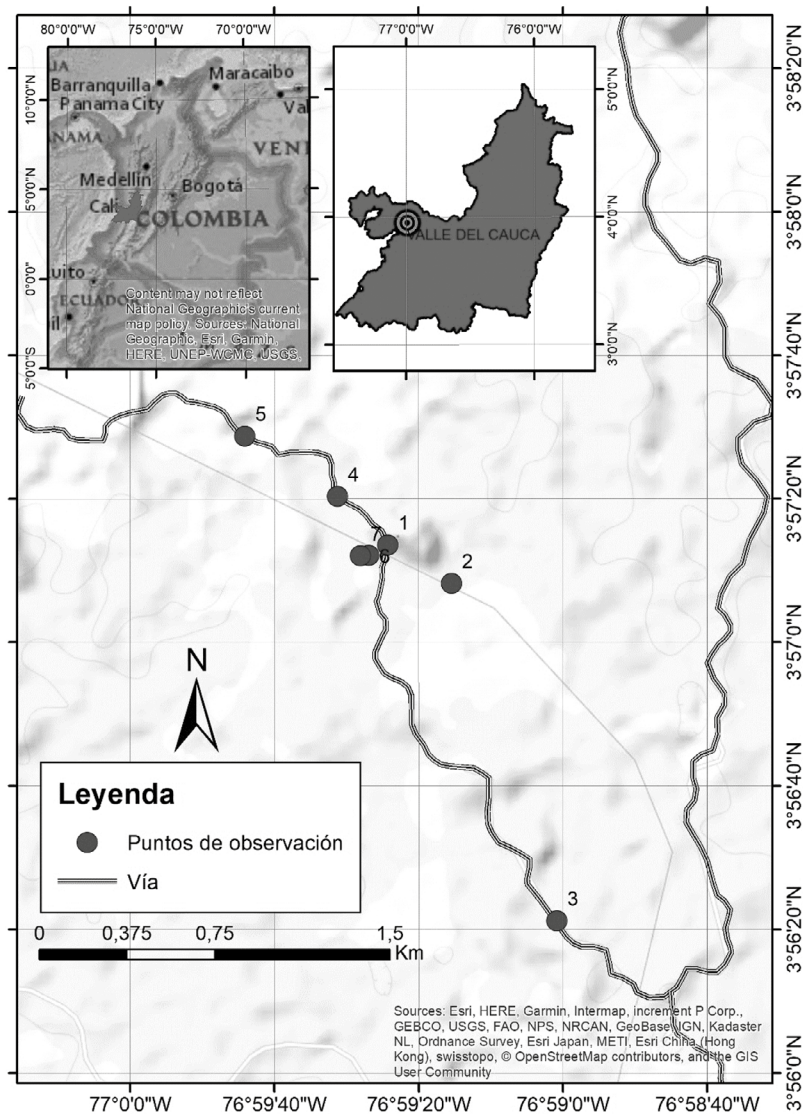 80°0'0"W 75°0'0"W 70°0'0"W
77°0'0"W 76°0'0"W
10°0'0"N
5°0'0"N
0°0'0"
5°0'0"S
Barranquilla
Maracaibo
Panama City
NAMA
VENI
Medellín
Bogotá
Cali
COLOMBIA
uito
ECUADOR
il
Content may not reflect
National Geographic's current
map policy. Sources: National
Geographic, Esri, Garmin,
HERE, UNEP-WCMC, USGS,
VALLE DEL CAUCA
5°0'0"N
4°0'0"N
3°0'0"N
3°58'20"N
3°58'0"N
3°57'40"N
3°57'20"N
3°57'0"N
3°56'40"N
3°56'20"N
3°56'0"N
5
4
1
7
6
2
3
N
Leyenda
Puntos de observación
Vía
0 0,375 0,75 1,5
Km
Sources: Esri, HERE, Garmin, Intermap, increment P Corp.,
GEBCO, USGS, FAO, NPS, NRCAN, GeoBase, IGN, Kadaster
NL, Ordnance Survey, Esri Japan, METI, Esri China (Hong
Kong), swisstopo, © OpenStreetMap contributors, and the GIS
User Community
77°0'0"W 76°59'40"W 76°59'20"W 76°59'0"W 76°58'40"W